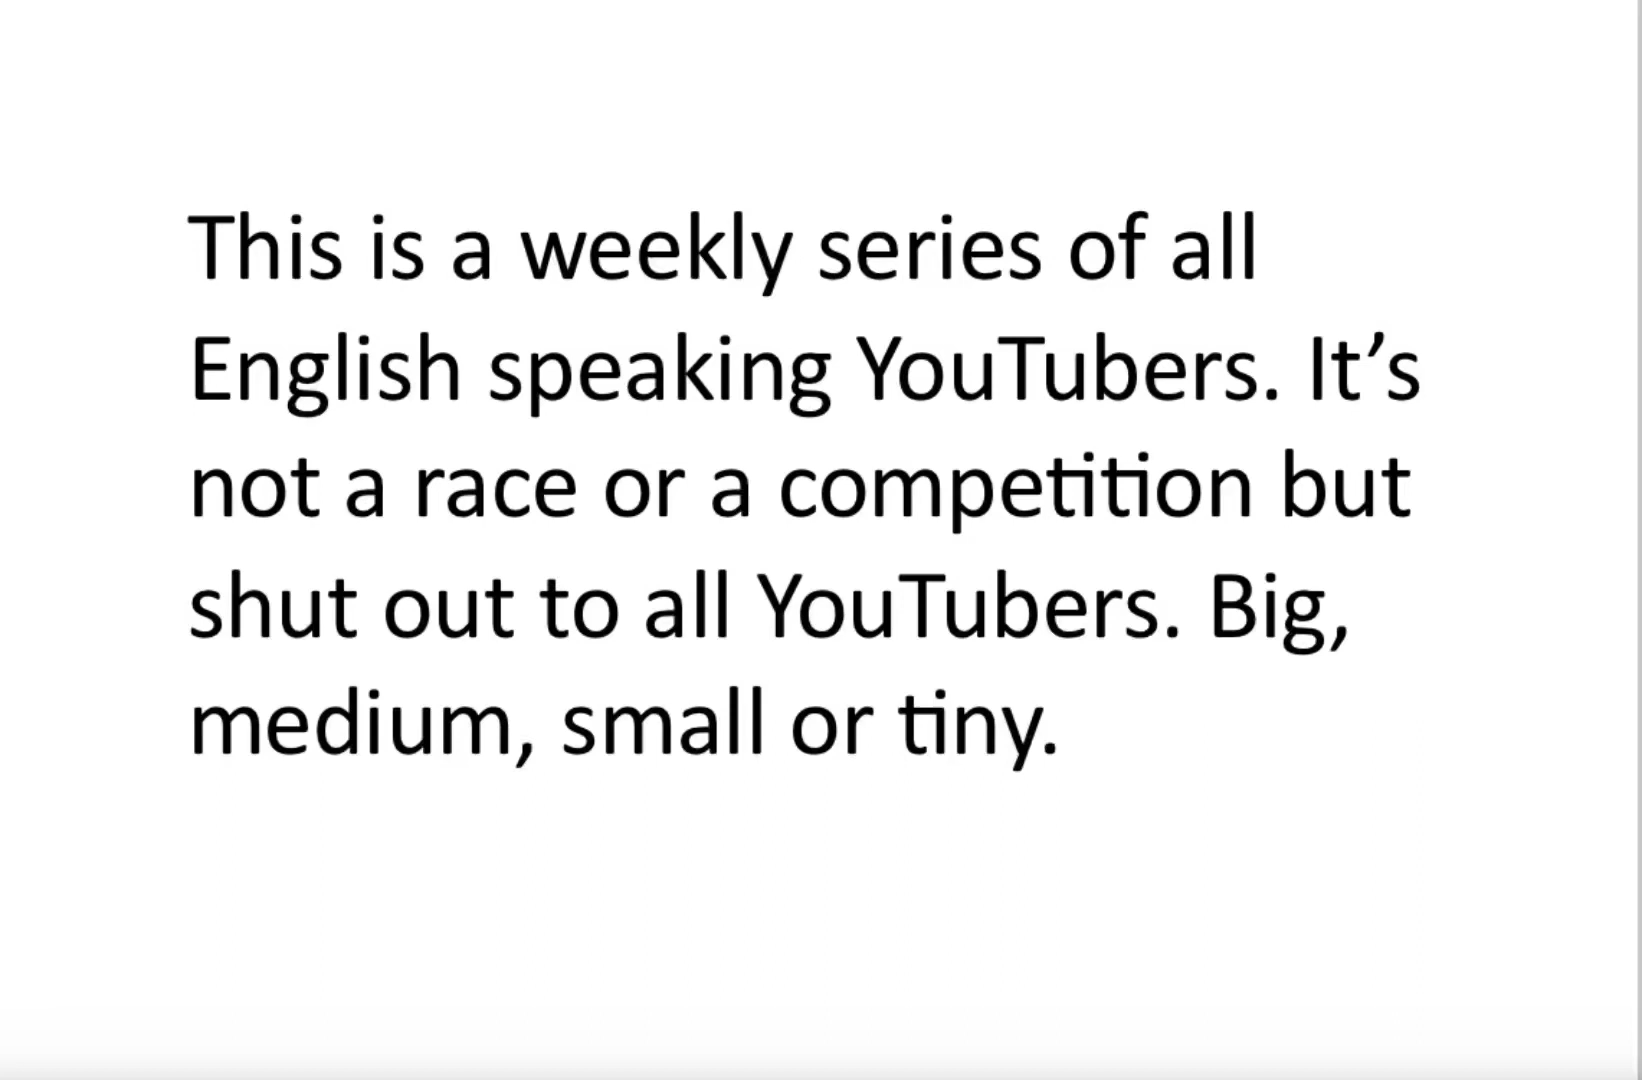 This is a weekly series of all
English speaking YouTubers. It’s
not a race or a competition but
shut out to all YouTubers. Big,
medium, small or tiny.